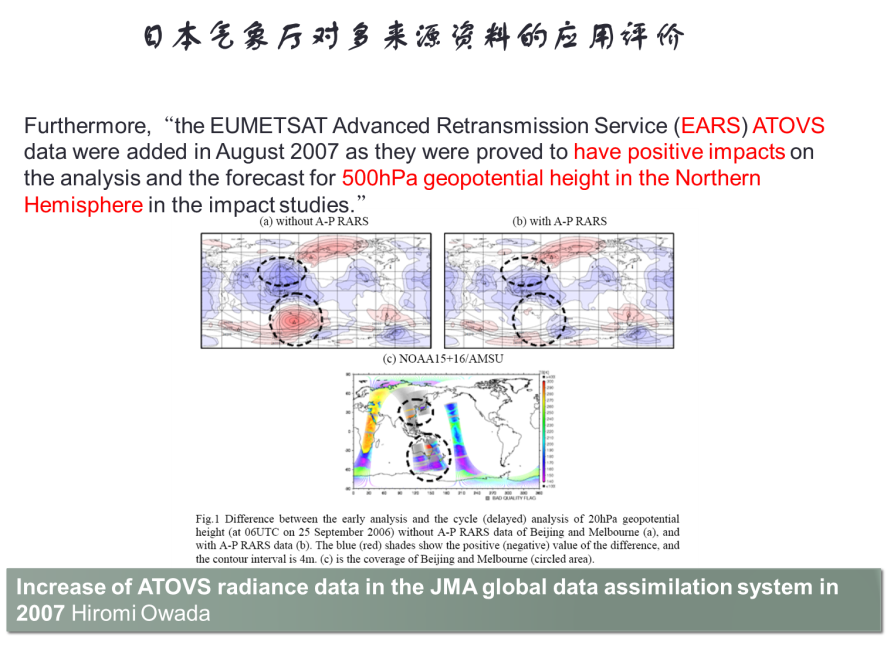 日本气象厅对多来源资料的应用评价
Furthermore, “the EUMETSAT Advanced Retransmission Service (EARS) ATOVS
data were added in August 2007 as they were proved to have positive impacts on
the analysis and the forecast for 500hPa geopotential height in the Northern
Hemisphere in the impact studies.”
(a) without A-P RARS
(b) with A-P RARS
(c) NOAA15+16/AMSU
BAD QUALITY FLAG
Fig.1 Difference between the early analysis and the cycle (delayed) analysis of 20hPa geopotential
height (at 06UTC on 25 September 2006) without A-P RARS data of Beijing and Melbourne (a), and
with A-P RARS data (b). The blue (red) shades show the positive (negative) value of the difference, and
the contour interval is 4m. (c) is the coverage of Beijing and Melbourne (circled area).
Increase of ATOVS radiance data in the JMA global data assimilation system in
2007 Hiromi Owada